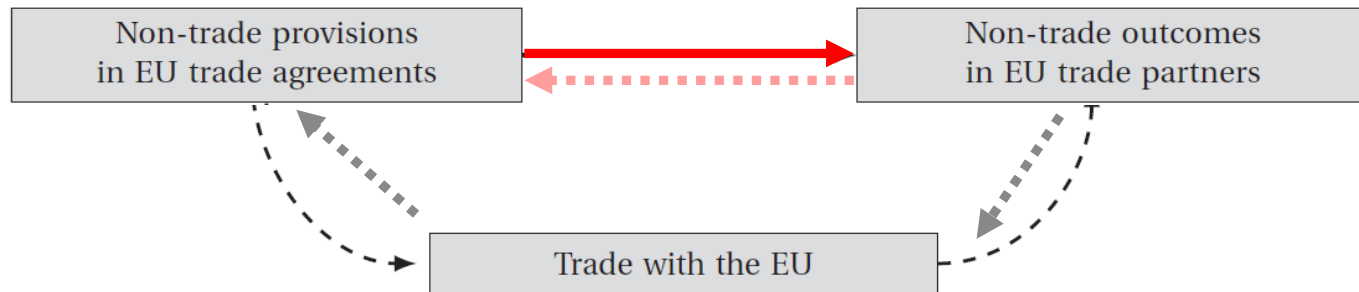 Non-trade provisions
in EU trade agreements
Non-trade outcomes
in EU trade partners
Trade with the EU